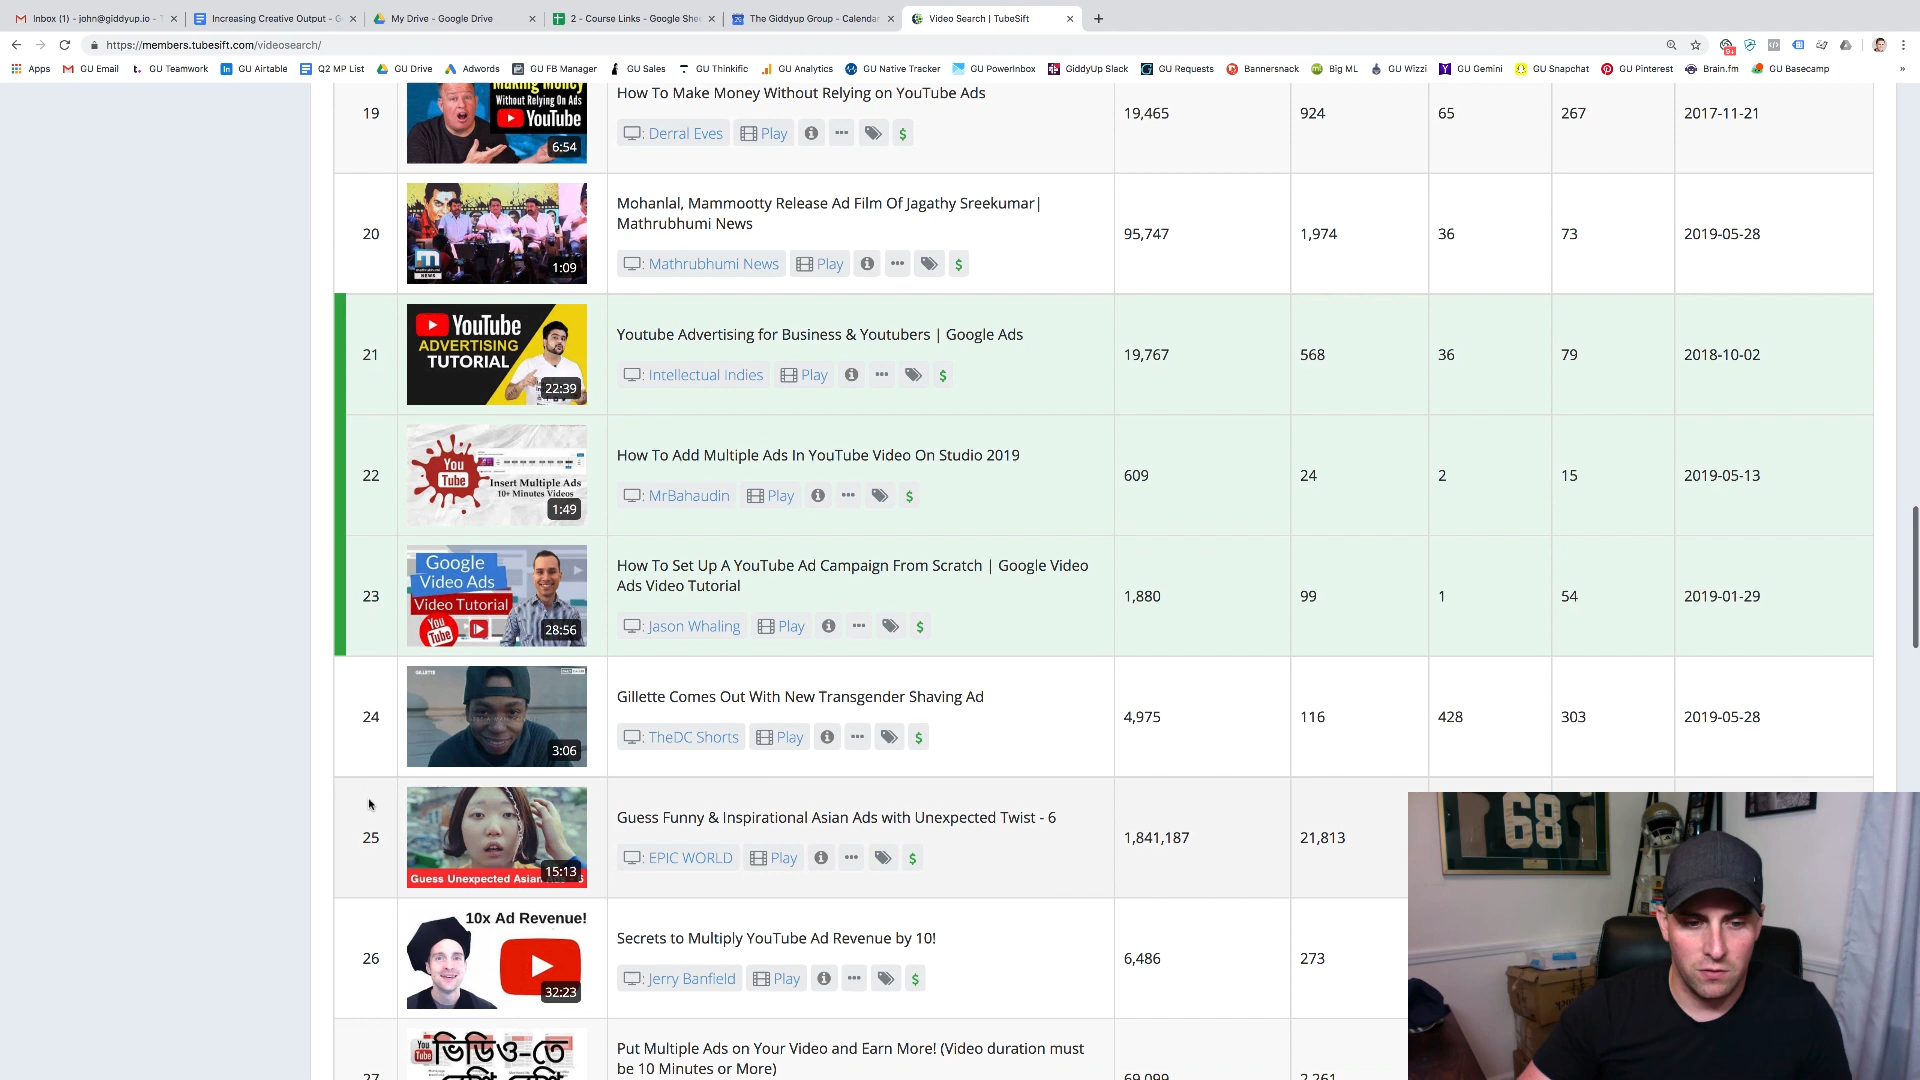 Inbox (1) - john@giddyup.io - T
Increasing Creative Output - G
My Drive - Google Drive
2 - Course Links - Google She
The Giddyup Group - Calendar
Video Search | TubeSift
https://members.tubesift.com/videosearch/
Apps
GU Email
GU Teamwork
GU Airtable
Q2 MP List
GU Drive
Adwords
GU FB Manager
GU Sales
GU Thinkific
GU Analytics
GU Native Tracker
GU PowerInbox
GiddyUp Slack
GU Requests
Bannersnack
Big ML
GU Wizzi
GU Gemini
GU Snapchat
GU Pinterest
Brain.fm
GU Basecamp
19
Making Money
Without Relying On Ads
YouTube
6:54
How To Make Money Without Relying on YouTube Ads
: Derral Eves
Play
$
19,465
924
65
267
2017-11-21
20
1:09
Mohanlal, Mammootty Release Ad Film Of Jagathy Sreekumar|
Mathrubhumi News
: Mathrubhumi News
Play
$
95,747
1,974
36
73
2019-05-28
21
YouTube
ADVERTISING
TUTORIAL
22:39
Youtube Advertising for Business & Youtubers | Google Ads
: Intellectual Indies
Play
$
19,767
568
36
79
2018-10-02
22
You
Tube
Insert Multiple Ads
10+ Minutes Videos
1:49
How To Add Multiple Ads In YouTube Video On Studio 2019
: MrBahaudin
Play
$
609
24
2
15
2019-05-13
23
Google
Video Ads
Video Tutorial
You
Tube
28:56
How To Set Up A YouTube Ad Campaign From Scratch | Google Video
Ads Video Tutorial
: Jason Whaling
Play
$
1,880
99
1
54
2019-01-29
24
GILLETTE
3:06
Gillette Comes Out With New Transgender Shaving Ad
: TheDC Shorts
Play
$
4,975
116
428
303
2019-05-28
25
Guess Unexpected Asian
15:13
Guess Funny & Inspirational Asian Ads with Unexpected Twist - 6
: EPIC WORLD
Play
$
1,841,187
21,813
68
26
10x Ad Revenue!
32:23
Secrets to Multiply YouTube Ad Revenue by 10!
: Jerry Banfield
Play
$
6,486
273
27
You
Tube
ভিডিও-তে
Put Multiple Ads on Your Video and Earn More! (Video duration must
be 10 Minutes or More)
69,099
2,261